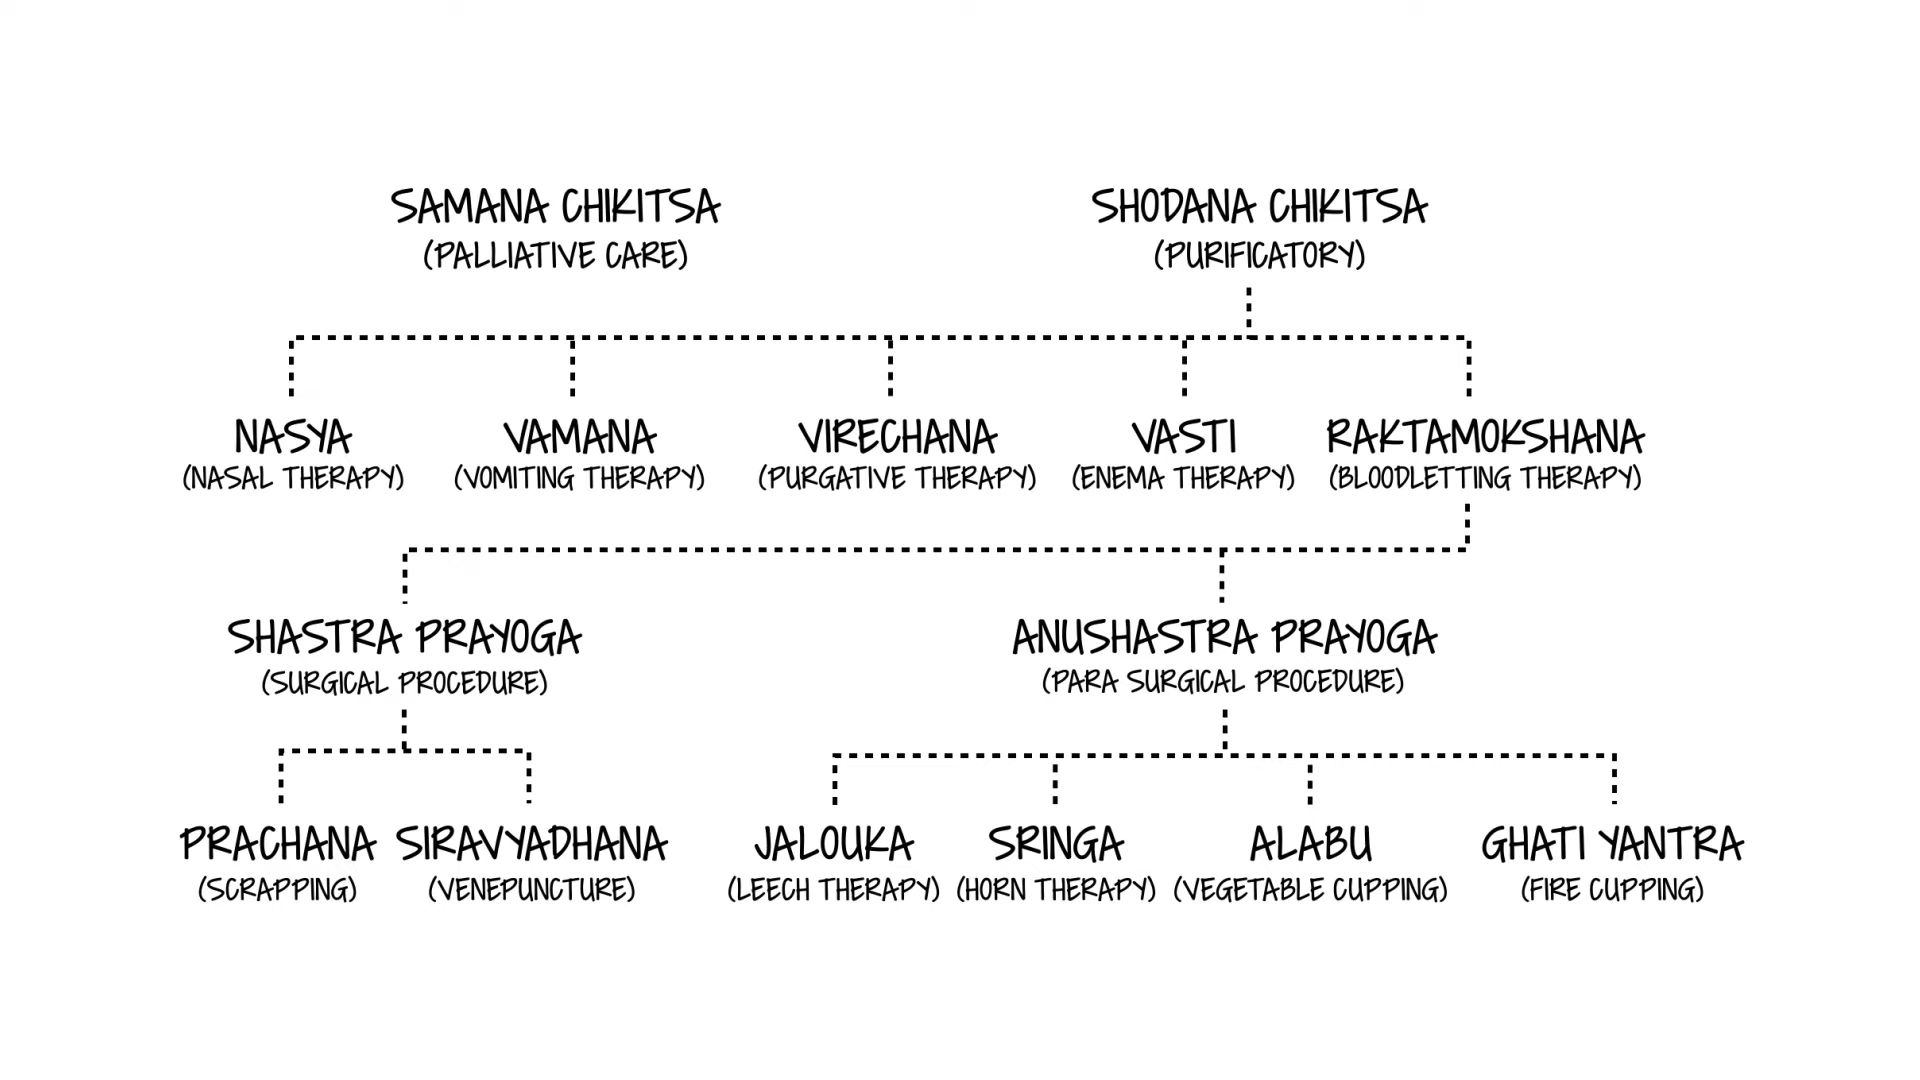 SAMANA CHIKITSA
(PALLIATIVE CARE)
SHODANA CHIKITSA
(PURIFICATORY)
NASYA
(NASAL THERAPY)
VAMANA
(VOMITING THERAPY)
VIRECHANA
(PURGATIVE THERAPY)
VASTI
(ENEMA THERAPY)
RAKTAMOKSHANA
(BLOODLETTING THERAPY)
SHASTRA PRAYOGA
(SURGICAL PROCEDURE)
ANUSHASTRA PRAYOGA
(PARA SURGICAL PROCEDURE)
PRACHANA
(SCRAPPING)
SIRAVYADHANA
(VENEPUNCTURE)
JALOUKA
(LEECH THERAPY)
SRINGA
(HORN THERAPY)
ALABU
(VEGETABLE CUPPING)
GHATI YANTRA
(FIRE CUPPING)